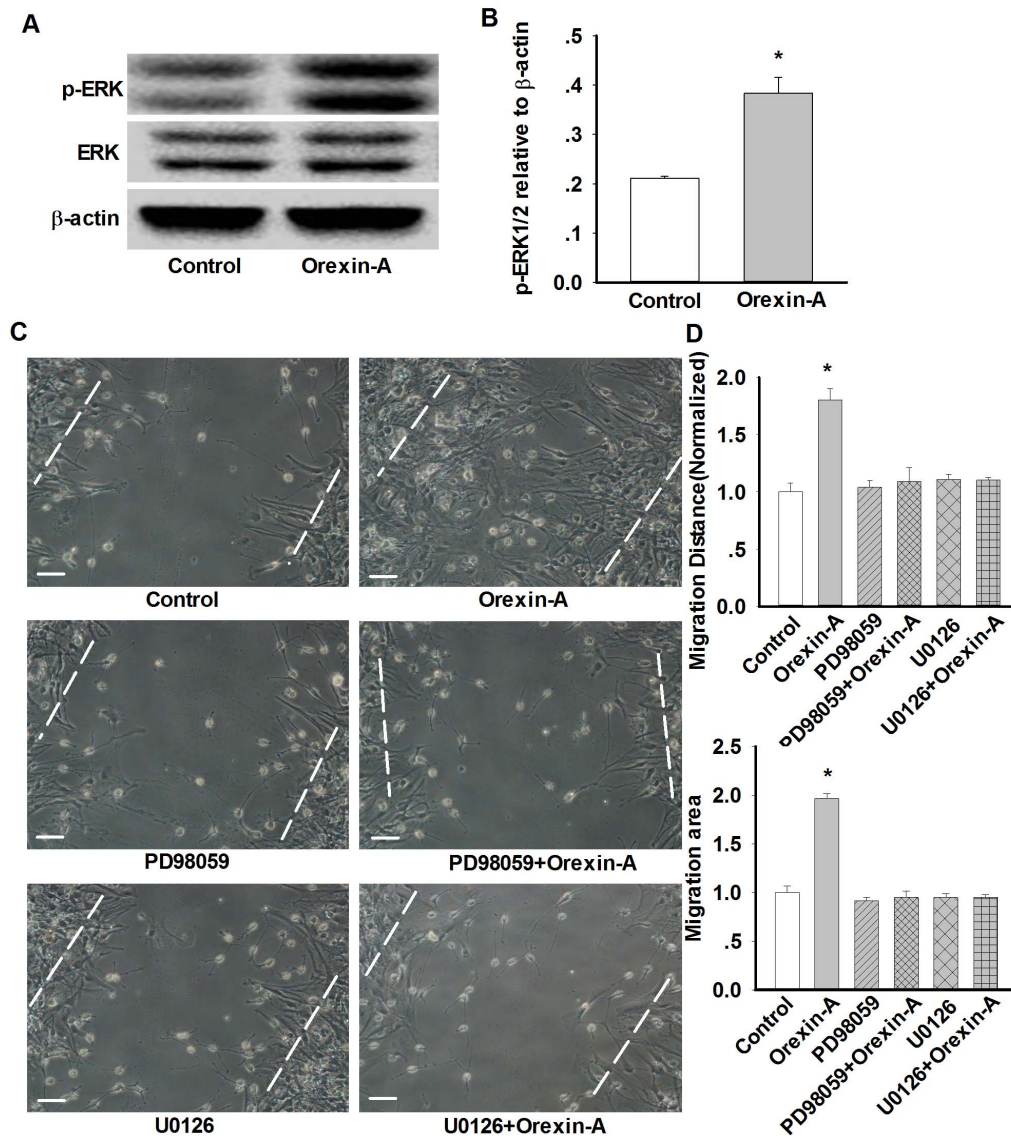 A
p-ERK
ERK
β-actin
Control Orexin-A
B
p-ERK1/2 relative to β-actin
.5
.4
.3
.2
.1
0.0
*
Control Orexin-A
C
Control
Orexin-A
PD98059
PD98059+Orexin-A
U0126
U0126+Orexin-A
D
Migration Distance(Normalized)
2.0
1.5
1.0
.5
0.0
*
Control
Orexin-A
PD98059
PD98059+Orexin-A
U0126
U0126+Orexin-A
Migration area
2.5
2.0
1.5
1.0
.5
0.0
*
Control
Orexin-A
PD98059
PD98059+Orexin-A
U0126
U0126+Orexin-A